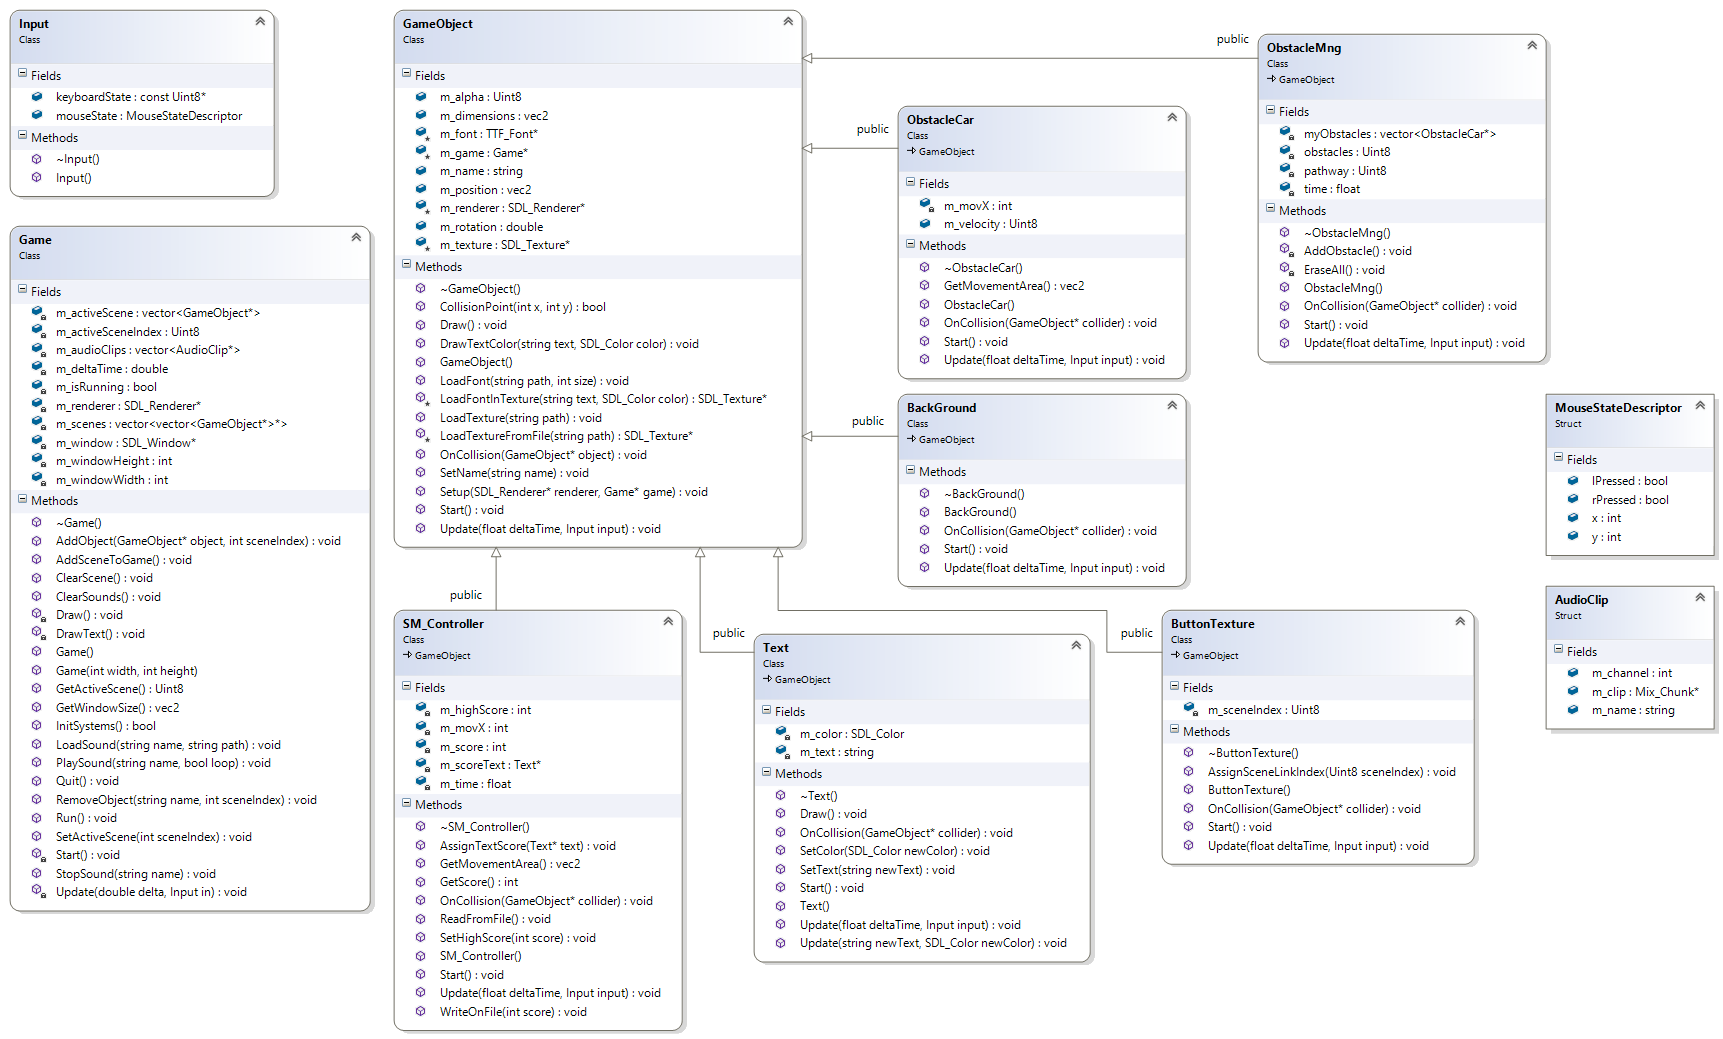 Input
Class
Fields
keyboardState : const Uint8*
mouseState : MouseStateDescriptor
Methods
~Input()
Input()
Game
Class
Fields
m_activeScene : vector<GameObject*>
m_activeSceneIndex : Uint8
m_audioClips : vector<AudioClip*>
m_deltaTime : double
m_isRunning : bool
m_renderer : SDL_Renderer*
m_scenes : vector<vector<GameObject*>*>
m_window : SDL_Window*
m_windowHeight : int
m_windowWidth : int
Methods
~Game()
AddObject(GameObject* object, int sceneIndex) : void
AddSceneToGame() : void
ClearScene() : void
ClearSounds() : void
Draw() : void
DrawText() : void
Game()
Game(int width, int height)
GetActiveScene() : Uint8
GetWindowSize() : vec2
InitSystems() : bool
LoadSound(string name, string path) : void
PlaySound(string name, bool loop) : void
Quit() : void
RemoveObject(string name, int sceneIndex) : void
Run() : void
SetActiveScene(int sceneIndex) : void
Start() : void
StopSound(string name) : void
Update(double delta, Input in) : void
GameObject
Class
Fields
m_alpha : Uint8
m_dimensions : vec2
m_font : TTF_Font*
m_game : Game*
m_name : string
m_position : vec2
m_renderer : SDL_Renderer*
m_rotation : double
m_texture : SDL_Texture*
Methods
~GameObject()
CollisionPoint(int x, int y) : bool
Draw() : void
DrawTextColor(string text, SDL_Color color) : void
GameObject()
LoadFont(string path, int size) : void
LoadFontInTexture(string text, SDL_Color color) : SDL_Texture*
LoadTexture(string path) : void
LoadTextureFromFile(string path) : SDL_Texture*
OnCollision(GameObject* object) : void
SetName(string name) : void
Setup(SDL_Renderer* renderer, Game* game) : void
Start() : void
Update(float deltaTime, Input input) : void
public
SM_Controller
Class
GameObject
Fields
m_highScore : int
m_movX : int
m_score : int
m_scoreText : Text*
m_time : float
Methods
~SM_Controller()
AssignTextScore(Text* text) : void
GetMovementArea() : vec2
GetScore() : int
OnCollision(GameObject* collider) : void
ReadFromFile() : void
SetHighScore(int score) : void
SM_Controller()
Start() : void
Update(float deltaTime, Input input) : void
WriteOnFile(int score) : void
public
Text
Class
GameObject
Fields
m_color : SDL_Color
m_text : string
Methods
~Text()
Draw() : void
OnCollision(GameObject* collider) : void
SetColor(SDL_Color newColor) : void
SetText(string newText) : void
Start() : void
Text()
Update(float deltaTime, Input input) : void
Update(string newText, SDL_Color newColor) : void
public
ObstacleCar
Class
GameObject
Fields
m_movX : int
m_velocity : Uint8
Methods
~ObstacleCar()
GetMovementArea() : vec2
ObstacleCar()
OnCollision(GameObject* collider) : void
Start() : void
Update(float deltaTime, Input input) : void
public
BackGround
Class
GameObject
Methods
~BackGround()
BackGround()
OnCollision(GameObject* collider) : void
Start() : void
Update(float deltaTime, Input input) : void
public
ButtonTexture
Class
GameObject
Fields
m_sceneIndex : Uint8
Methods
~ButtonTexture()
AssignSceneLinkIndex(Uint8 sceneIndex) : void
ButtonTexture()
OnCollision(GameObject* collider) : void
Start() : void
Update(float deltaTime, Input input) : void
public
ObstacleMng
Class
GameObject
Fields
myObstacles : vector<ObstacleCar*>
obstacles : Uint8
pathway : Uint8
time : float
Methods
~ObstacleMng()
AddObstacle() : void
EraseAll() : void
ObstacleMng()
OnCollision(GameObject* collider) : void
Start() : void
Update(float deltaTime, Input input) : void
MouseStateDescriptor
Struct
Fields
lPressed : bool
rPressed : bool
x : int
y : int
AudioClip
Struct
Fields
m_channel : int
m_clip : Mix_Chunk*
m_name : string